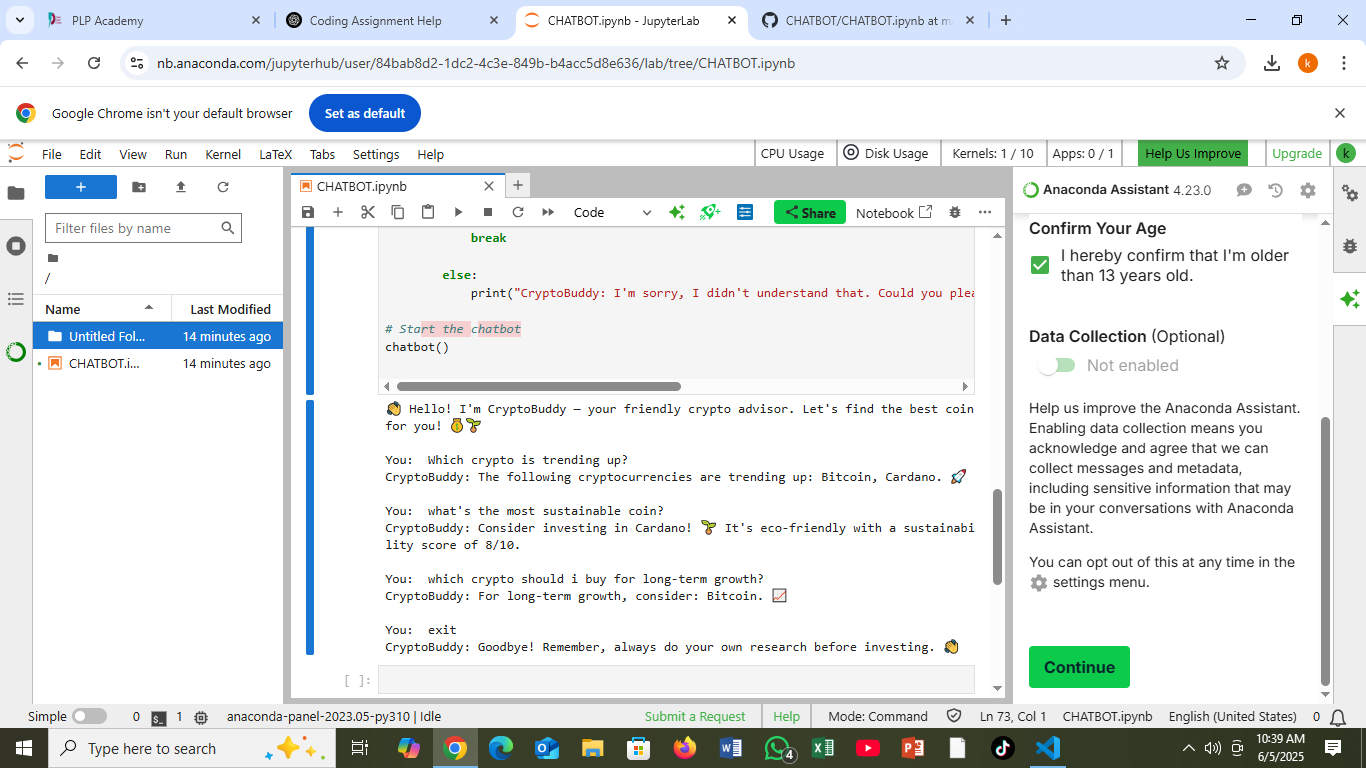 PLP Academy
Coding Assignment Help
CHATBOT.ipynb - JupyterLab
CHATBOT/CHATBOT.ipynb at m
nb.anaconda.com/jupyterhub/user/84bab8d2-1dc2-4c3e-849b-b4acc5d8e636/lab/tree/CHATBOT.ipynb
k
Google Chrome isn't your default browser
Set as default
File Edit View Run Kernel LaTeX Tabs Settings Help
CPU Usage
Disk Usage
Kernels: 1 / 10
Apps: 0 / 1
Help Us Improve
Upgrade
k
Filter files by name
/
Name Last Modified
Untitled Fol... 14 minutes ago
CHATBOT.i... 14 minutes ago
CHATBOT.ipynb
Code
Share
Notebook
break
else:
print("CryptoBuddy: I'm sorry, I didn't understand that. Could you plea
# Start the chatbot
chatbot()
👋 Hello! I'm CryptoBuddy — your friendly crypto advisor. Let's find the best coin
for you! 💰🌱
You: Which crypto is trending up?
CryptoBuddy: The following cryptocurrencies are trending up: Bitcoin, Cardano. 🚀
You: what's the most sustainable coin?
CryptoBuddy: Consider investing in Cardano! 🌱 It's eco-friendly with a sustainabi
lity score of 8/10.
You: which crypto should i buy for long-term growth?
CryptoBuddy: For long-term growth, consider: Bitcoin. 📈
You: exit
CryptoBuddy: Goodbye! Remember, always do your own research before investing. 👋
[ ]:
Anaconda Assistant 4.23.0
Confirm Your Age
I hereby confirm that I'm older
than 13 years old.
Data Collection (Optional)
Not enabled
Help us improve the Anaconda Assistant.
Enabling data collection means you
acknowledge and agree that we can
collect messages and metadata,
including sensitive information that may
be in your conversations with Anaconda
Assistant.
You can opt out of this at any time in the
settings menu.
Continue
Simple 0 1 anaconda-panel-2023.05-py310 | Idle
Submit a Request
Help
Mode: Command
Ln 73, Col 1
CHATBOT.ipynb
English (United States)
0
Type here to search
4
10:39 AM
6/5/2025